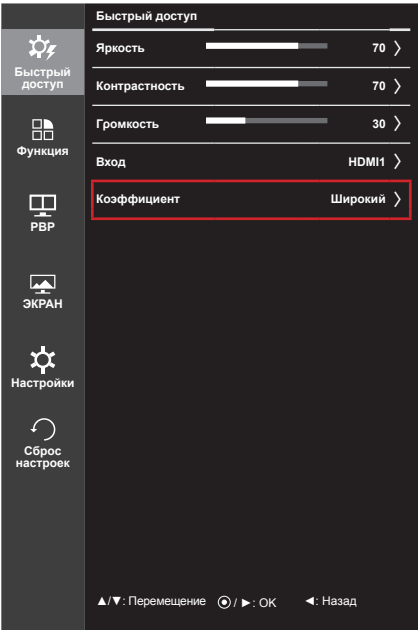 Быстрый доступ
Яркость 70
Контрастность 70
Громкость 30
Вход HDMI1
Коэффициент Широкий
Быстрый
доступ
Функция
PBP
ЭКРАН
Настройки
Сброс
настроек
▲/▼: Перемещение ⦿ / ►: OK ◄: Назад